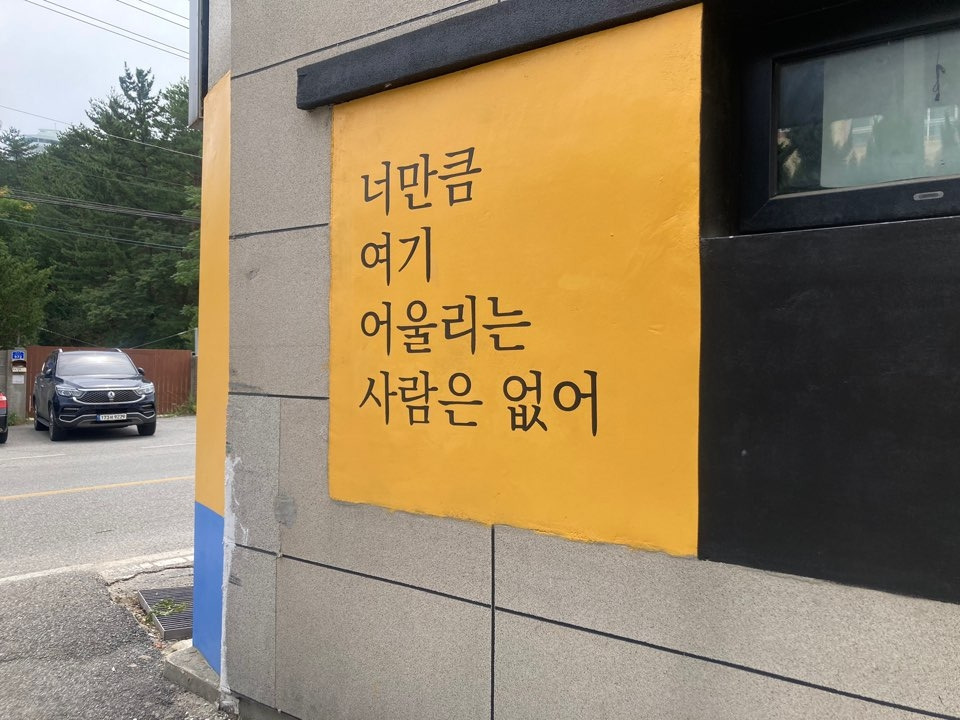 너만큼
여기
어울리는
사람은 없어